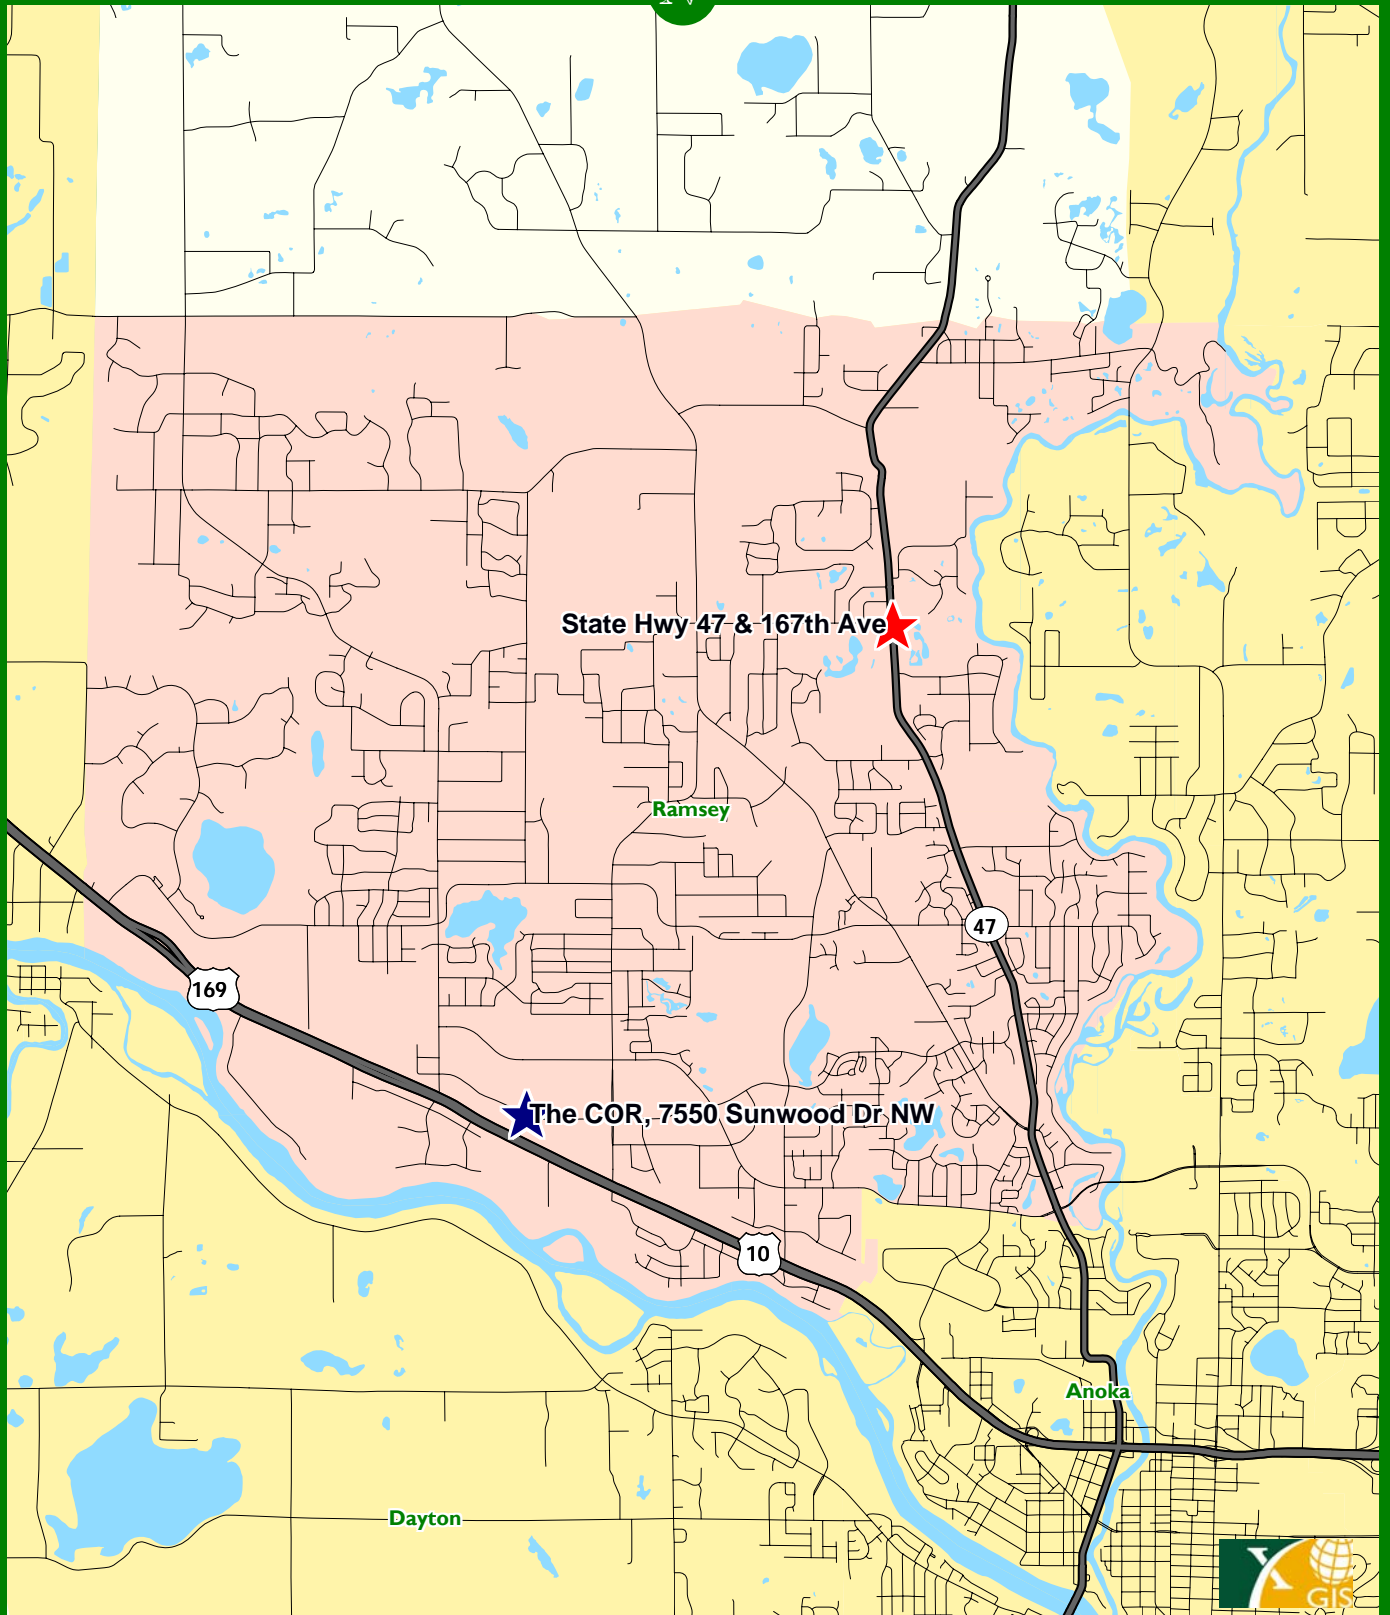 State Hwy 47 & 167th Ave
Ramsey
47
169
The COR, 7550 Sunwood Dr NW
10
Anoka
Dayton
X
GIS